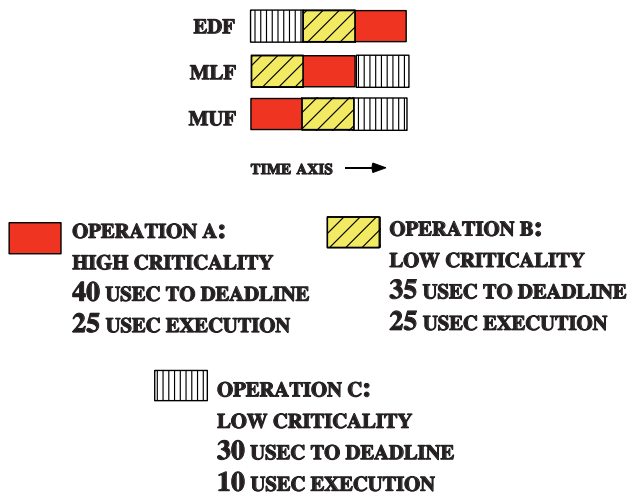 EDF
MLF
MUF
TIME AXIS
OPERATION A:
HIGH CRITICALITY
40 USEC TO DEADLINE
25 USEC EXECUTION
OPERATION B:
LOW CRITICALITY
35 USEC TO DEADLINE
25 USEC EXECUTION
OPERATION C:
LOW CRITICALITY
30 USEC TO DEADLINE
10 USEC EXECUTION